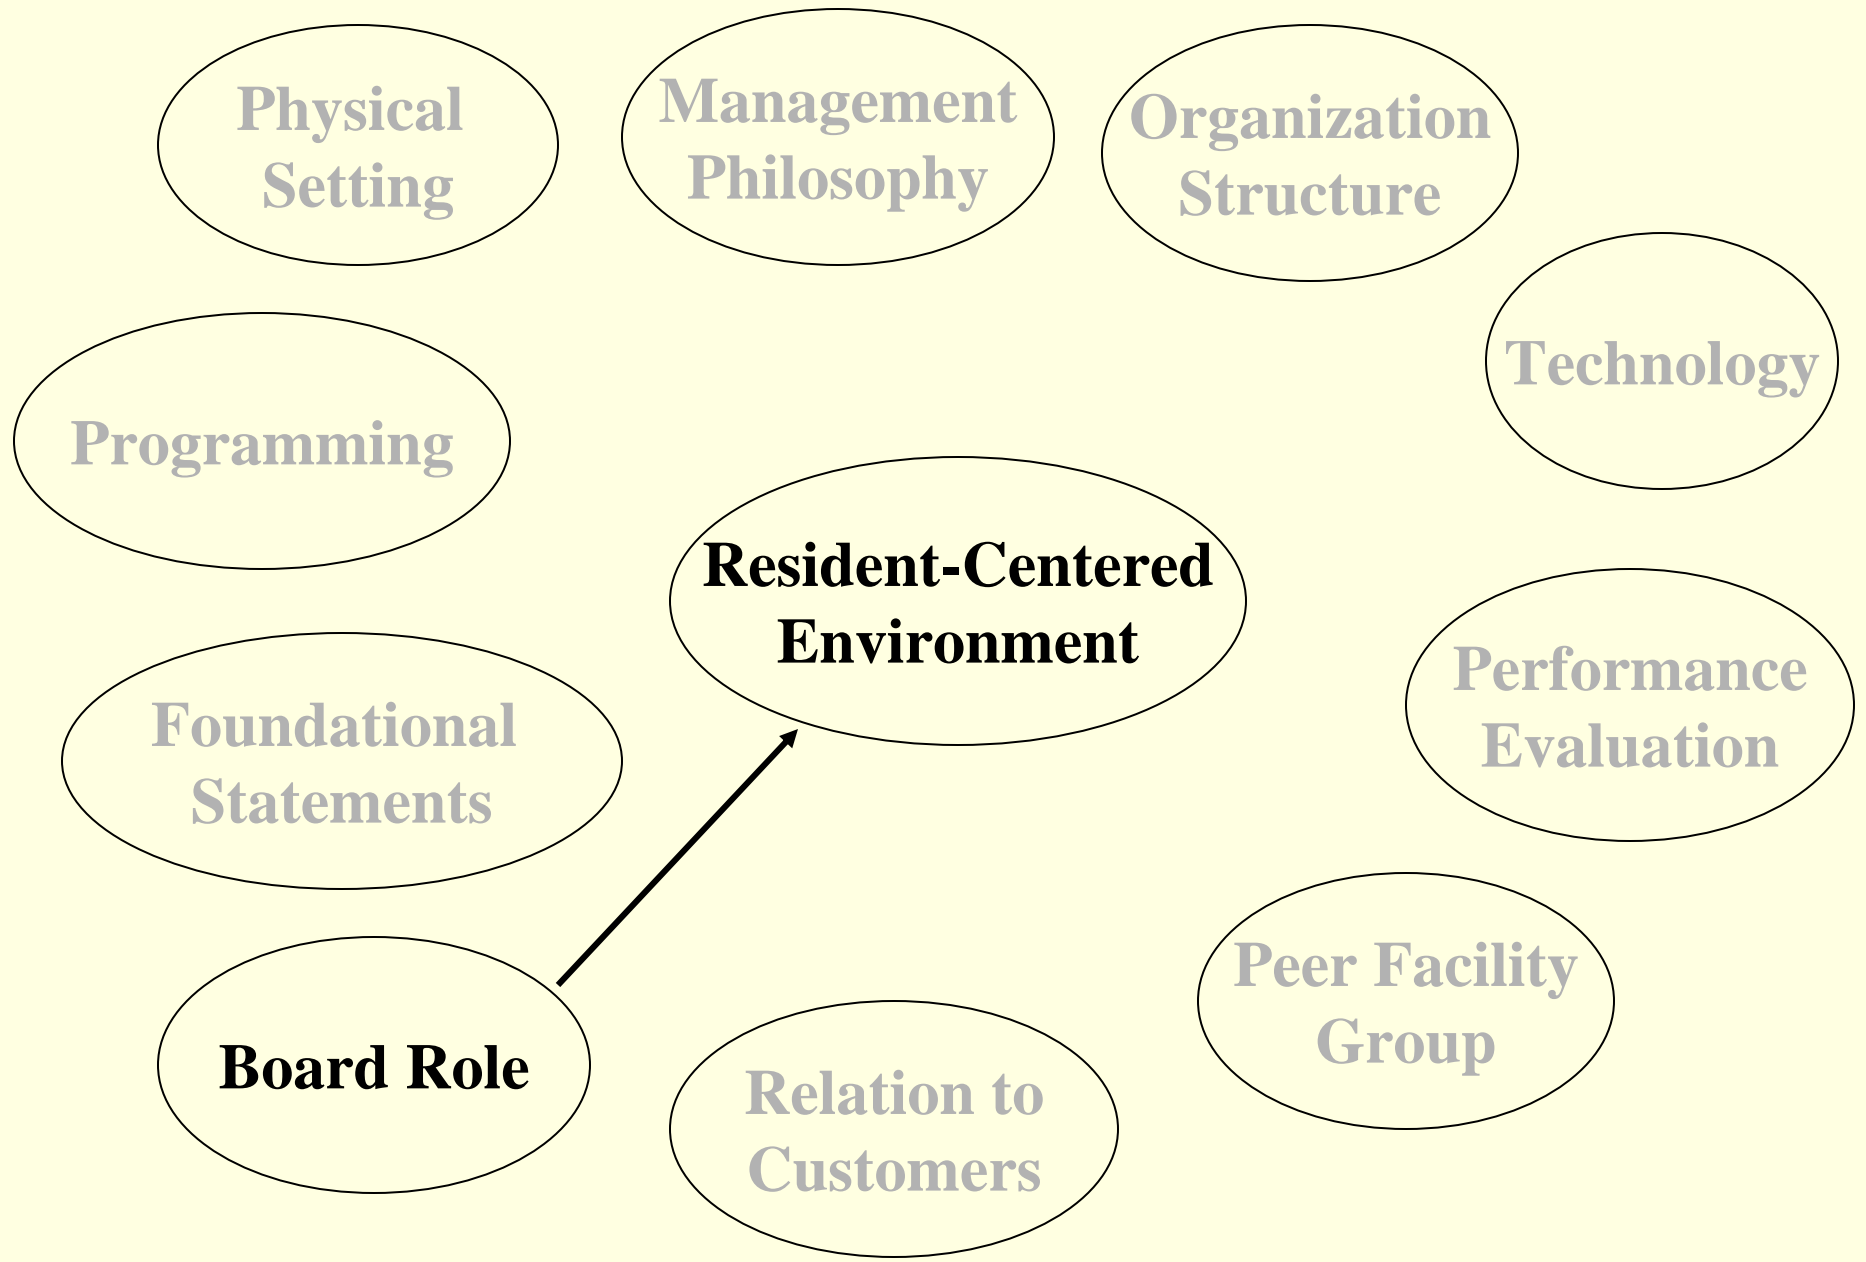 Physical
Setting
Management
Philosophy
Organization
Structure
Technology
Programming
Resident-Centered
Environment
Performance
Evaluation
Foundational
Statements
Peer Facility
Group
Board Role
Relation to
Customers